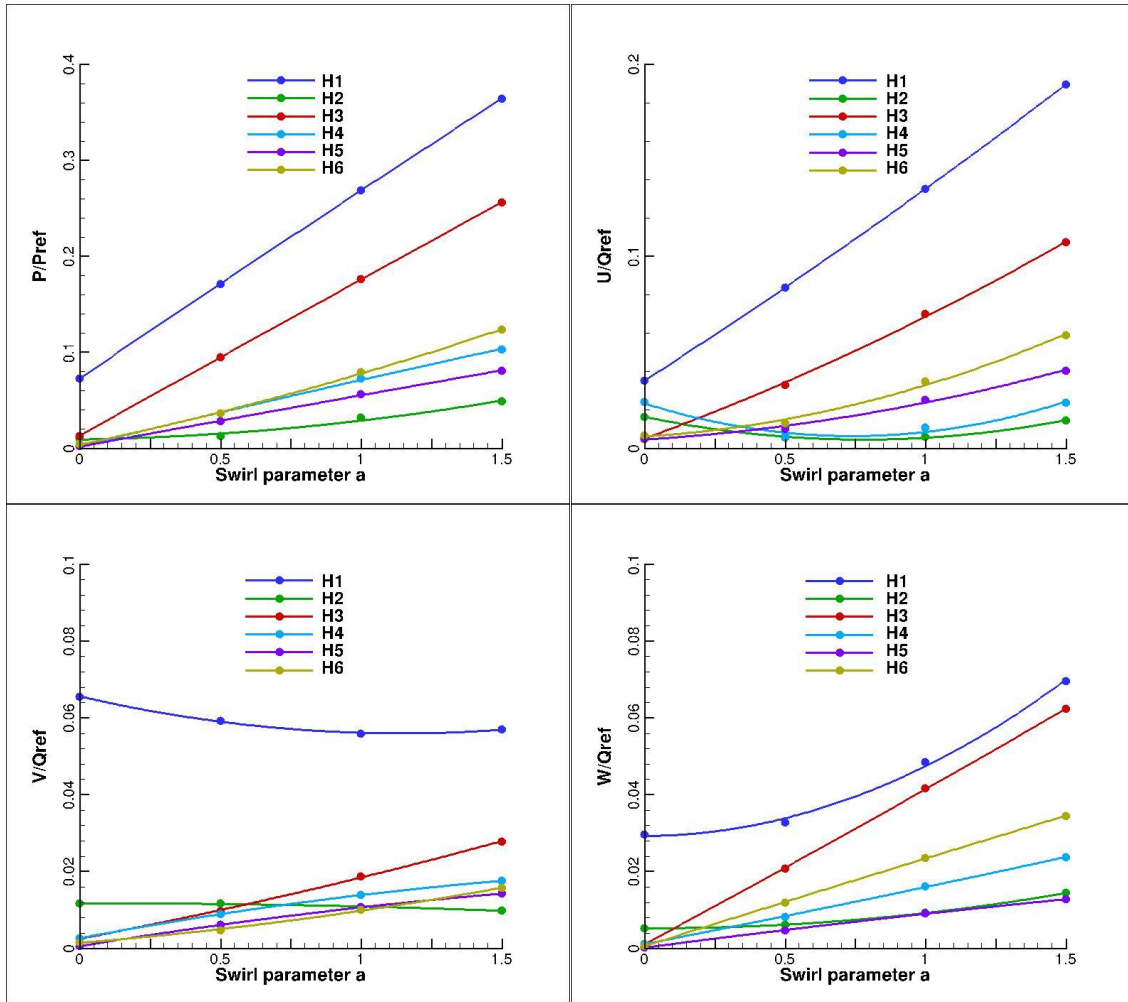 P/Pref
0.4
0.3
0.2
0.1
0
H1
H2
H3
H4
H5
H6
0 0.5 1 1.5
Swirl parameter a
U/Qref
0.2
0.1
0
H1
H2
H3
H4
H5
H6
0 0.5 1 1.5
Swirl parameter a
V/Qref
0.1
0.08
0.06
0.04
0.02
0
H1
H2
H3
H4
H5
H6
0 0.5 1 1.5
Swirl parameter a
W/Qref
0.1
0.08
0.06
0.04
0.02
0
H1
H2
H3
H4
H5
H6
0 0.5 1 1.5
Swirl parameter a